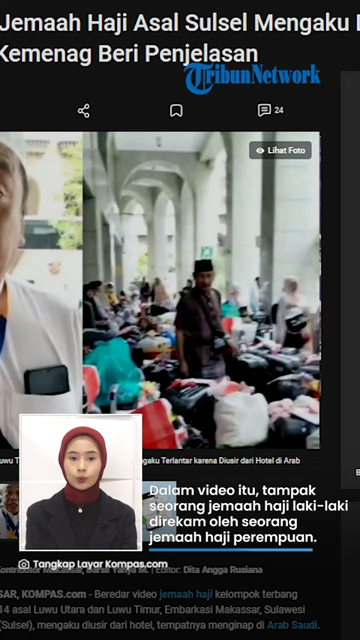 Jemaah Haji Asal Sulsel Mengaku
Kemenag Beri Penjelasan
TribunNetwork
24
Lihat Foto
ngaku Terlantar karena Diusir dari Hotel di Arab
Dalam video itu, tampak
seorang jemaah haji laki-laki
direkam oleh seorang
jemaah haji perempuan.
Tangkap Layar Kompas.com
Kontributor Makassar, Darsil Yahya M. | Editor: Dita Angga Rusiana
SAR, KOMPAS.com - Beredar video jemaah haji kelompok terbang
14 asal Luwu Utara dan Luwu Timur, Embarkasi Makassar, Sulawesi
(Sulsel), mengaku diusir dari hotel, tempatnya menginap di Arab Saudi.